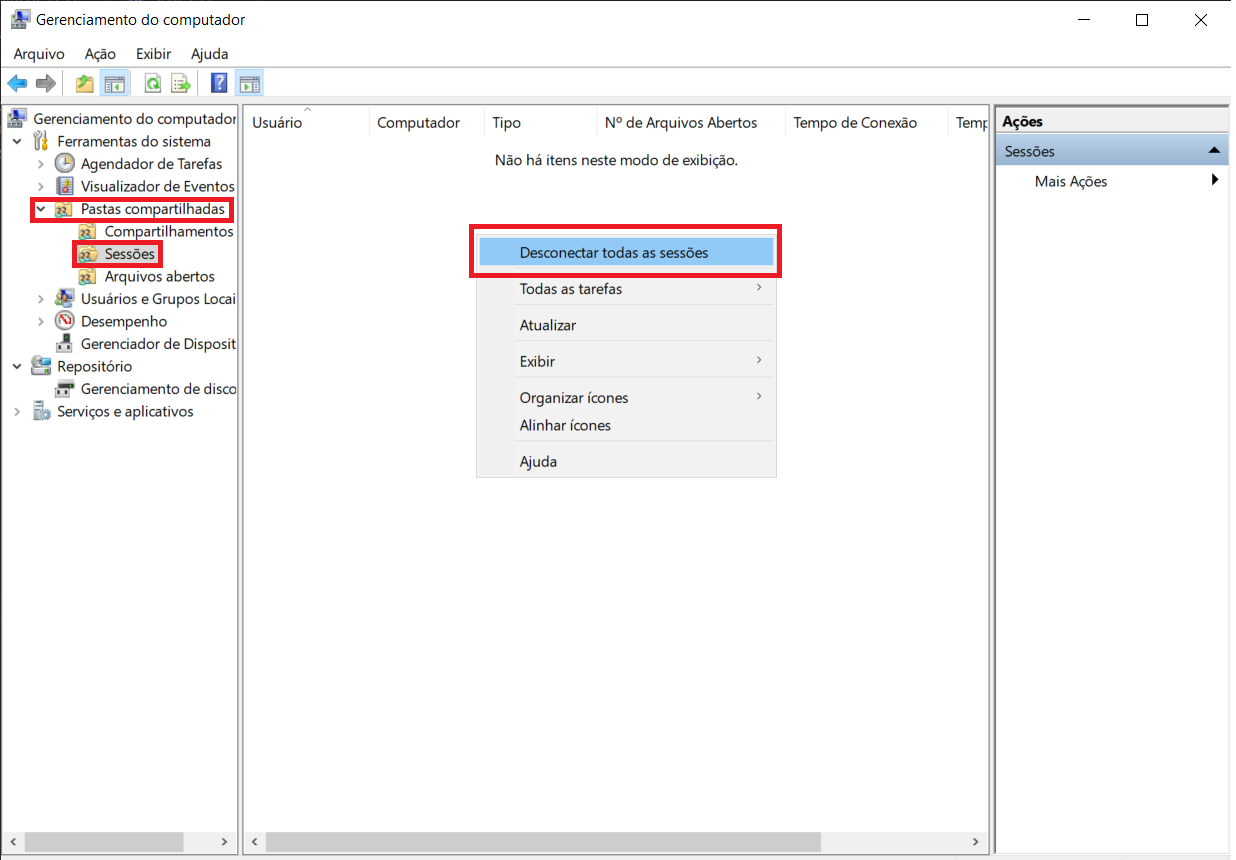 Gerenciamento do computador
Arquivo Ação Exibir Ajuda
Gerenciamento do computador
Ferramentas do sistema
Agendador de Tarefas
Visualizador de Eventos
Pastas compartilhadas
Compartilhamentos
Sessões
Arquivos abertos
Usuários e Grupos Locai
Desempenho
Gerenciador de Disposit
Repositório
Gerenciamento de disco
Serviços e aplicativos
Usuário Computador Tipo Nº de Arquivos Abertos Tempo de Conexão Temp
Não há itens neste modo de exibição.
Desconectar todas as sessões
Todas as tarefas
Atualizar
Exibir
Organizar ícones
Alinhar ícones
Ajuda
Ações
Sessões
Mais Ações